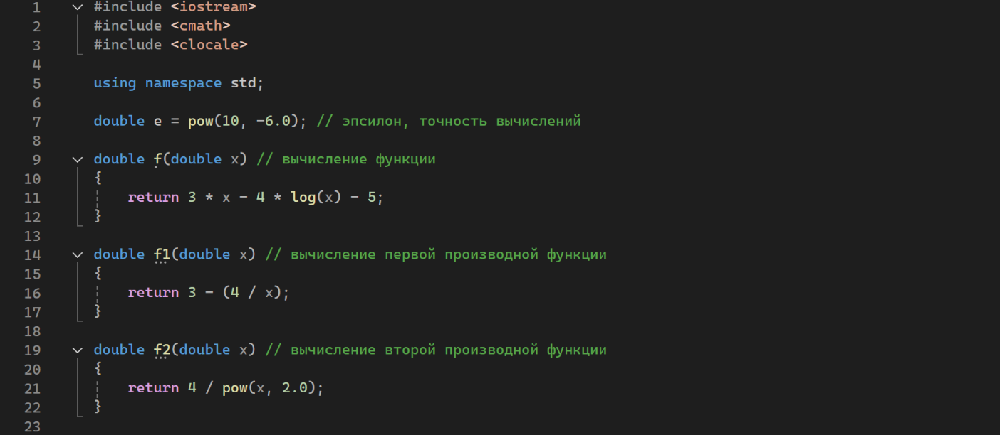 1 #include <iostream>
2 #include <cmath>
3 #include <clocale>
4
5 using namespace std;
6
7 double e = pow(10, -6.0); // эпсилон, точность вычислений
8
9 double f(double x) // вычисление функции
10 {
11 return 3 * x - 4 * log(x) - 5;
12 }
13
14 double f1(double x) // вычисление первой производной функции
15 {
16 return 3 - (4 / x);
17 }
18
19 double f2(double x) // вычисление второй производной функции
20 {
21 return 4 / pow(x, 2.0);
22 }
23